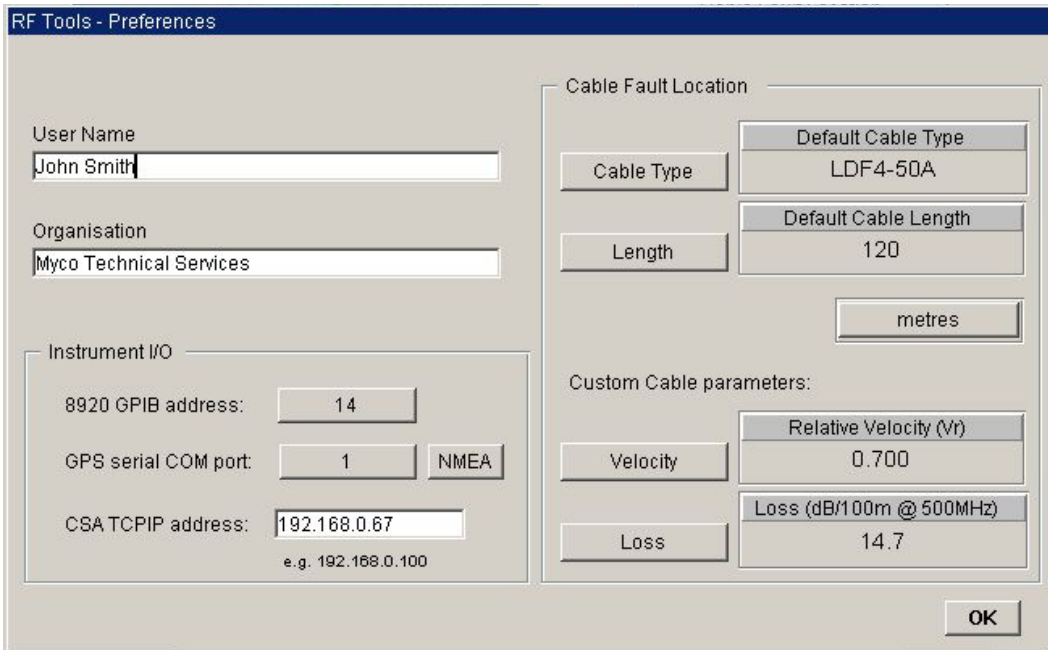 RF Tools - Preferences
User Name
John Smith
Organisation
Myco Technical Services
Instrument I/O
8920 GPIB address:
14
GPS serial COM port:
1
NMEA
CSA TCPIP address:
192.168.0.67
e.g. 192.168.0.100
Cable Fault Location
Cable Type
Default Cable Type
LDF4-50A
Length
Default Cable Length
120
metres
Custom Cable parameters:
Velocity
Relative Velocity (Vr)
0.700
Loss
Loss (dB/100m @ 500MHz)
14.7
OK